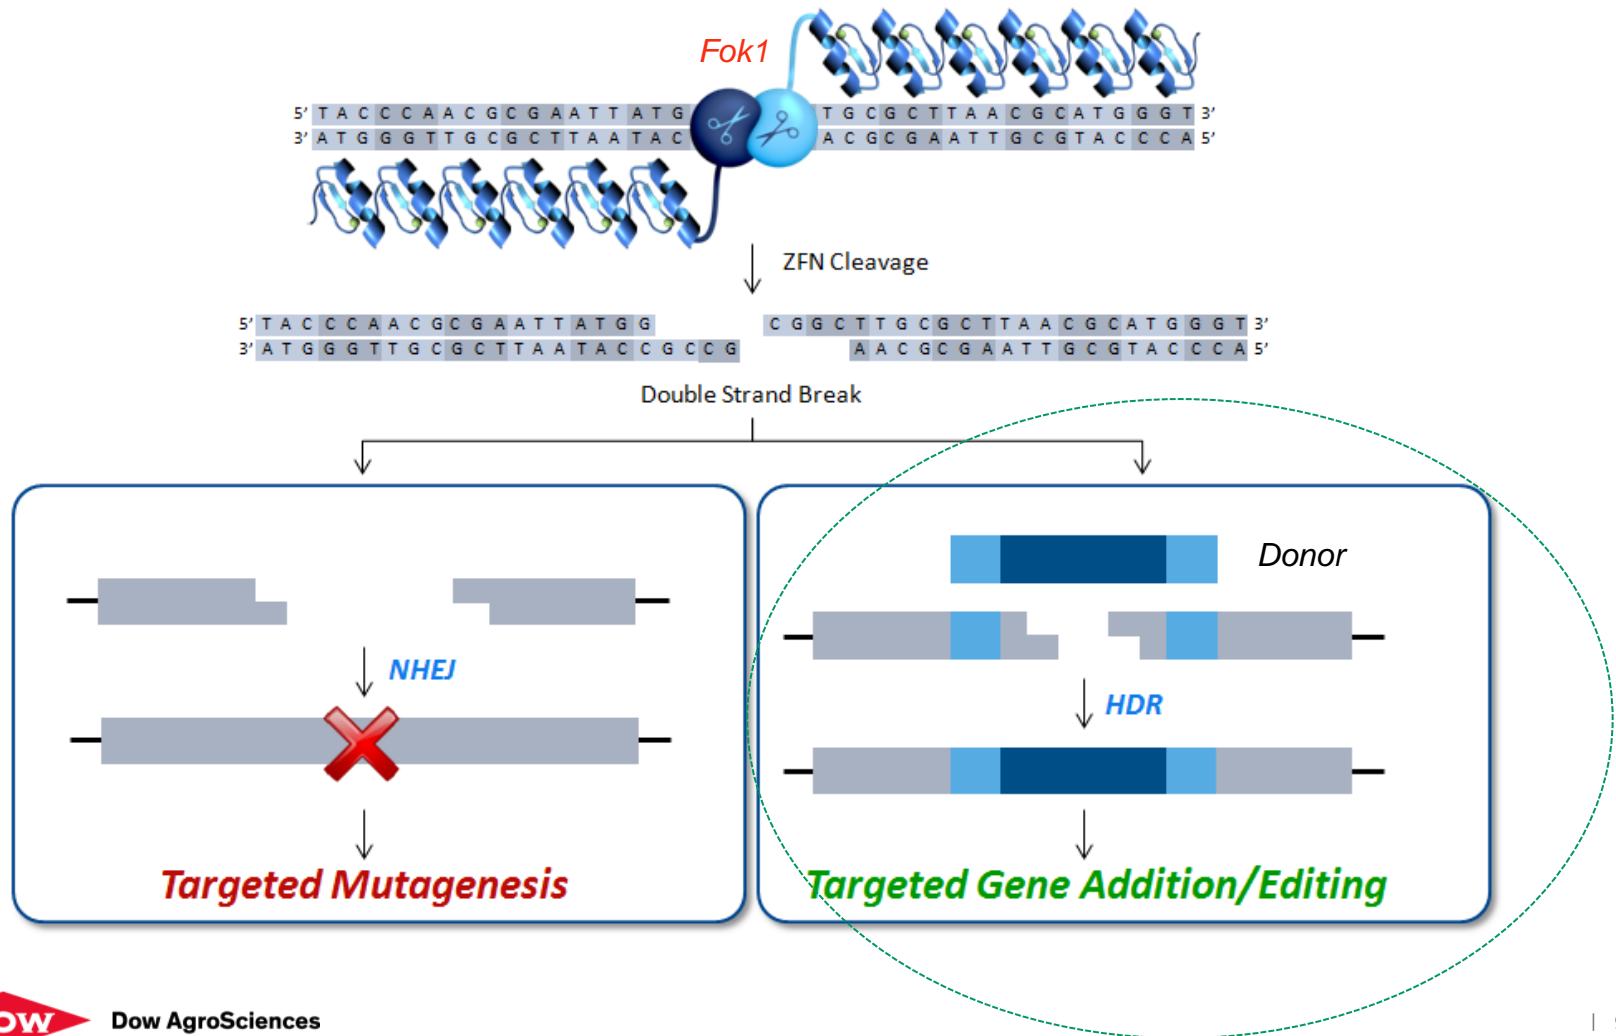 Fok1
5' T A C C C A A C G C G A A T T A T G T G C G C T T A A C G C A T G G G T 3'
3' A T G G G T T G C G C T T A A T A C A C G C G A A T T G C G T A C C C A 5'
ZFN Cleavage
5' T A C C C A A C G C G A A T T A T G G C G G C T T G C G C T T A A C G C A T G G G T 3'
3' A T G G G T T G C G C T T A A T A C C G C C G A A C G C G A A T T G C G T A C C C A 5'
Double Strand Break
Donor
NHEJ
HDR
Targeted Mutagenesis
Targeted Gene Addition/Editing
Dow AgroSciences